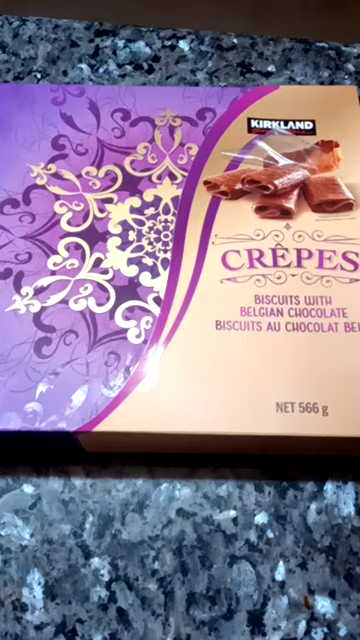 KIRKLAND
CRÊPES
BISCUITS WITH
BELGIAN CHOCOLATE
BISCUITS AU CHOCOLAT
NET 566 g